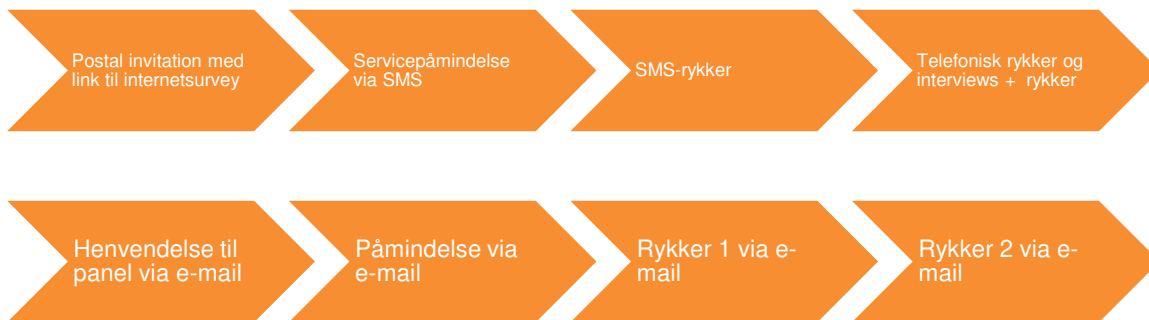 Postal invitation med
link til internetsurvey
Servicepåmindelse
via SMS
SMS-rykker
Telefonisk rykker og
interviews +  rykker
Henvendelse til
panel via e-mail
Påmindelse via
e-mail
Rykker 1 via e-
mail
Rykker 2 via e-
mail